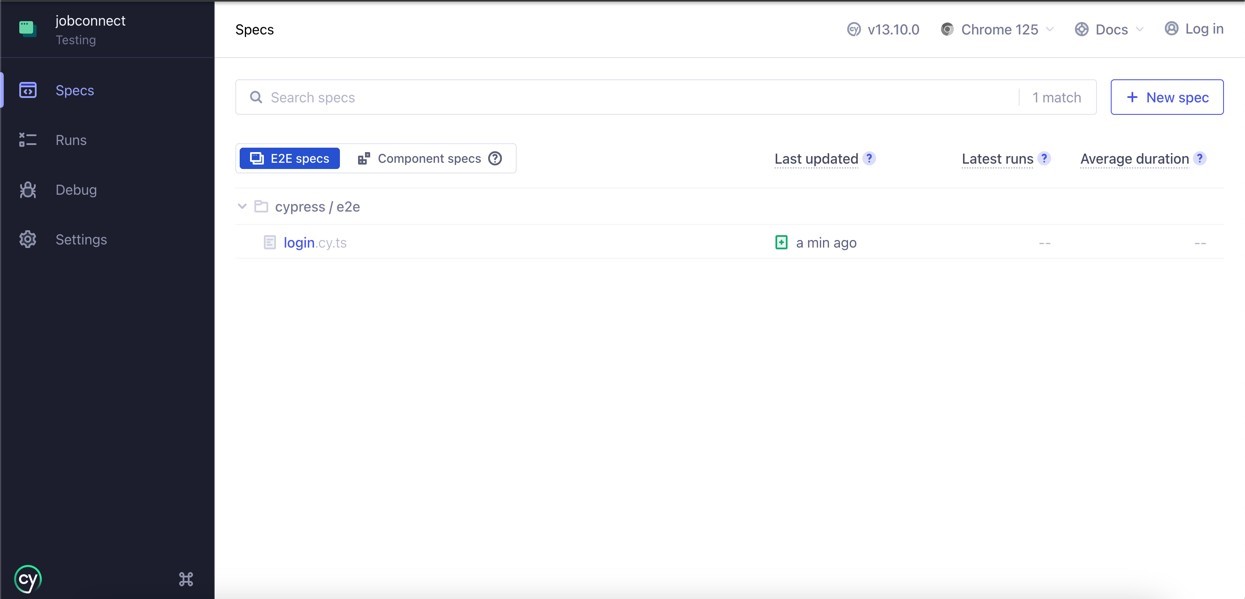 jobconnect
Testing
Specs
Runs
Debug
Settings
cy
Specs
cy v13.10.0 Chrome 125 Docs Log in
Search specs 1 match + New spec
E2E specs Component specs ? Last updated ? Latest runs ? Average duration ?
cypress / e2e
login.cy.ts a min ago -- --